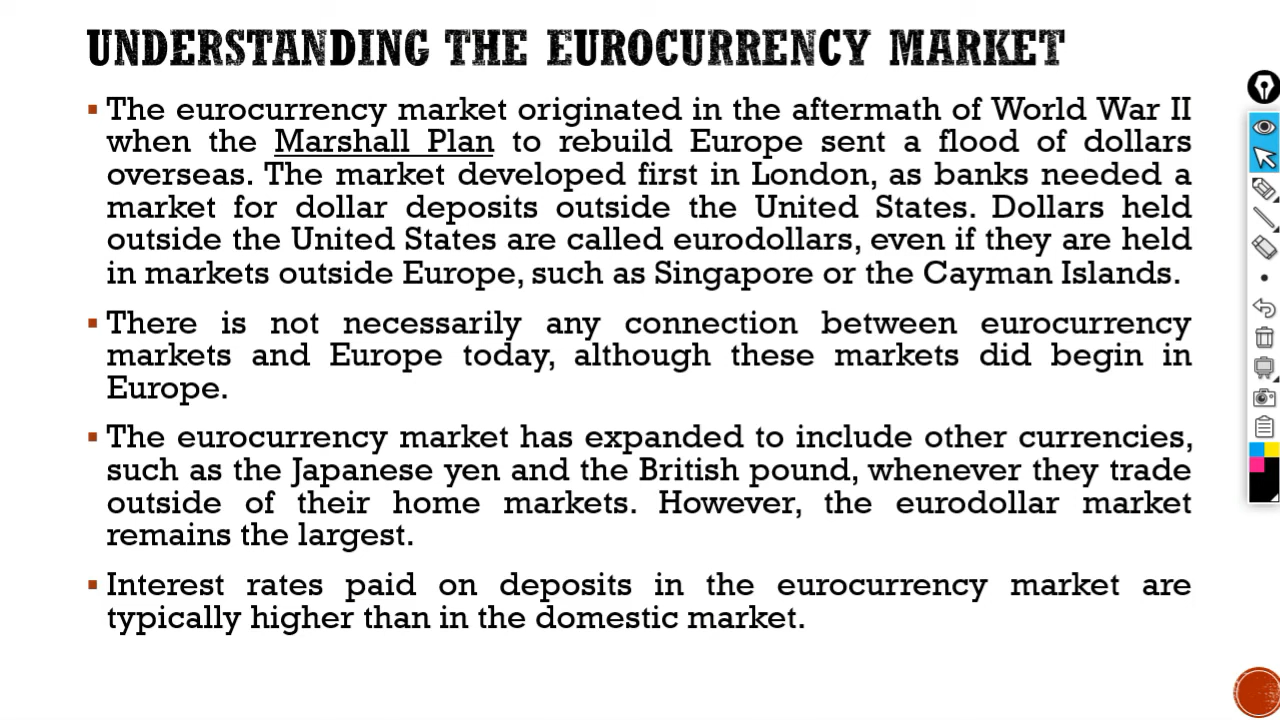 UNDERSTANDING THE EUROCURRENCY MARKET
▪ The eurocurrency market originated in the aftermath of World War II
when the Marshall Plan to rebuild Europe sent a flood of dollars
overseas. The market developed first in London, as banks needed a
market for dollar deposits outside the United States. Dollars held
outside the United States are called eurodollars, even if they are held
in markets outside Europe, such as Singapore or the Cayman Islands.
▪ There is not necessarily any connection between eurocurrency
markets and Europe today, although these markets did begin in
Europe.
▪ The eurocurrency market has expanded to include other currencies,
such as the Japanese yen and the British pound, whenever they trade
outside of their home markets. However, the eurodollar market
remains the largest.
▪ Interest rates paid on deposits in the eurocurrency market are
typically higher than in the domestic market.